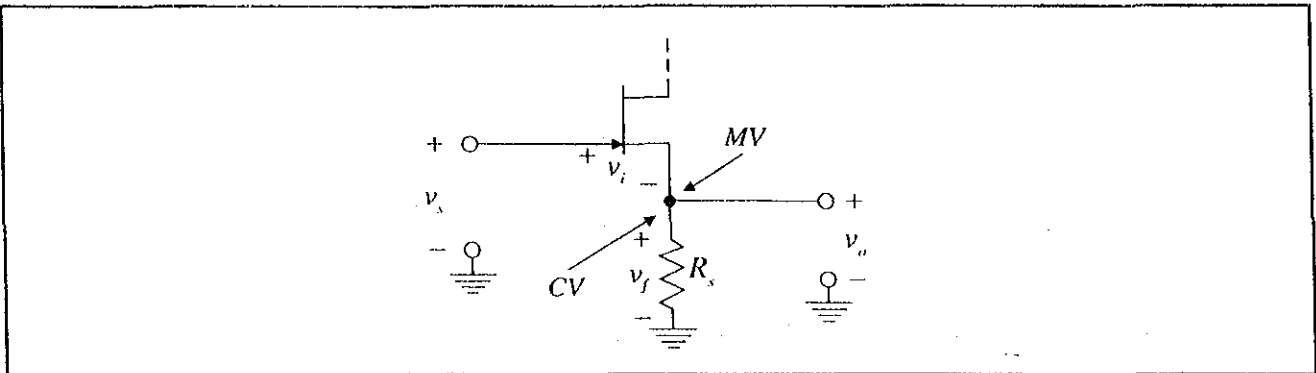 MV
+
+
v_i
-
+
v_s
+
v_o
-
CV
v_f
R_s
-
-